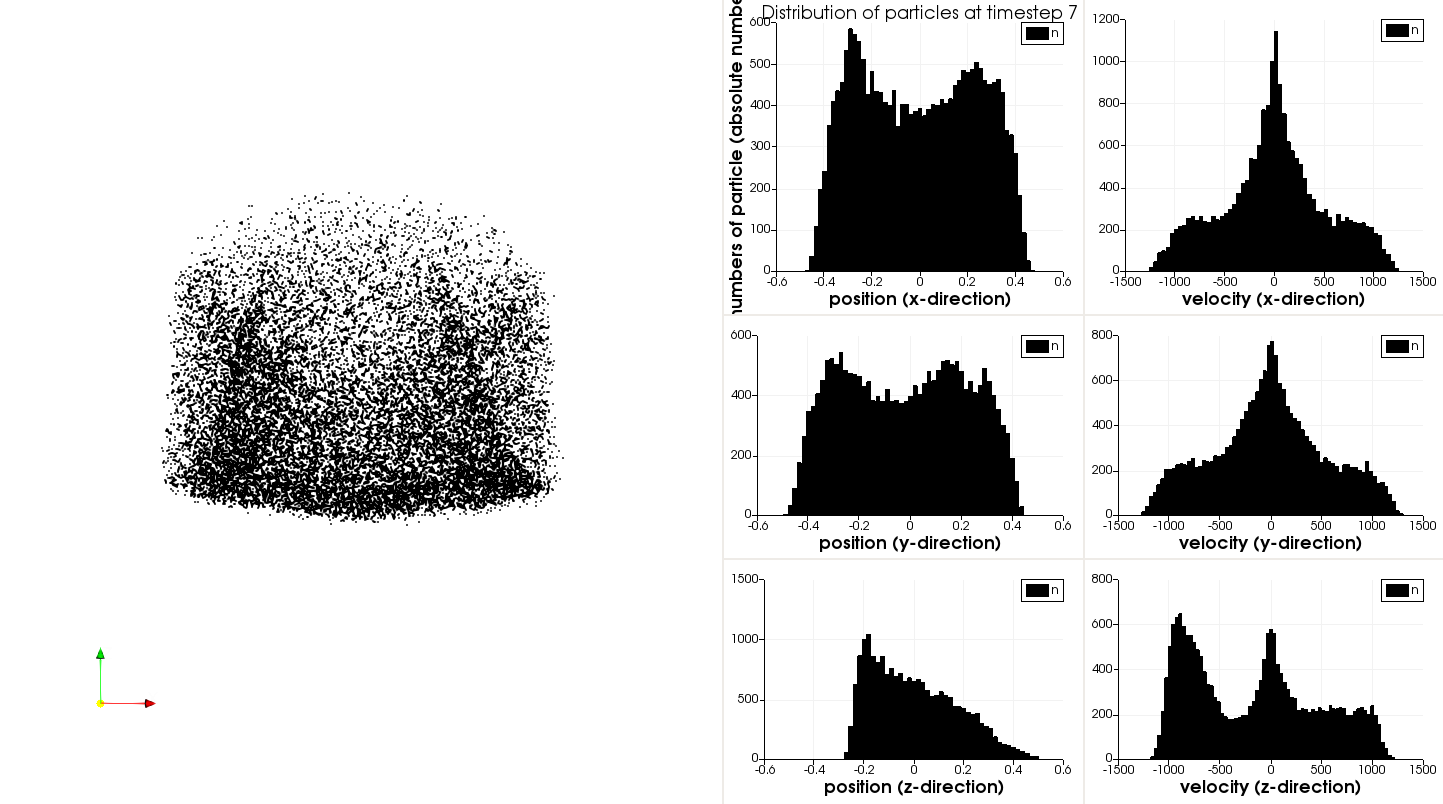 Distribution of particles at timestep 7
numbers of particle (absolute numbe
600
500
400
300
200
100
0
n
-0.6 -0.4 -0.2 0 0.2 0.4 0.6
position (x-direction)
1200
1000
800
600
400
200
0
n
-1500 -1000 -500 0 500 1000 1500
velocity (x-direction)
600
400
200
0
n
-0.6 -0.4 -0.2 0 0.2 0.4 0.6
position (y-direction)
800
600
400
200
0
n
-1500 -1000 -500 0 500 1000 1500
velocity (y-direction)
1500
1000
500
0
n
-0.6 -0.4 -0.2 0 0.2 0.4 0.6
position (z-direction)
800
600
400
200
0
n
-1500 -1000 -500 0 500 1000 1500
velocity (z-direction)